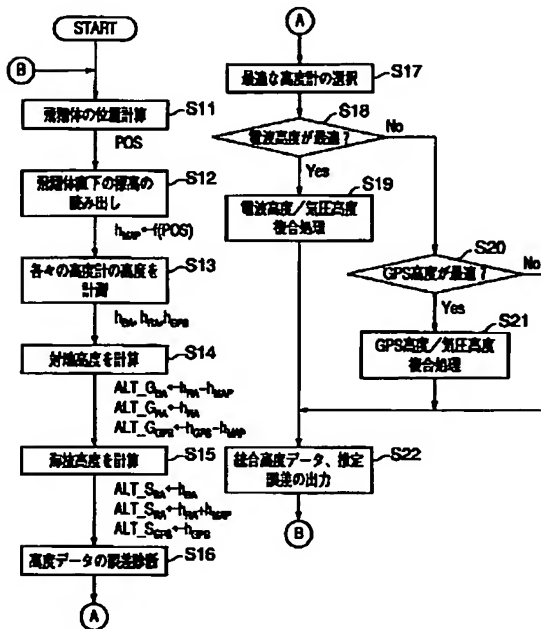 START
B
飛翔体の位置計算
S11
POS
飛翔体直下の標高の
読み出し
S12
hMAP←f(POS)
各々の高度計の高度を
計測
S13
hBA, hRA, hGPS
対地高度を計算
S14
ALT_GBA←hRA-hMAP
ALT_GRA←hRA
ALT_GGPS←hGPS-hMAP
海抜高度を計算
S15
ALT_SBA←hBA
ALT_SRA←hRA+hMAP
ALT_SGPS←hGPS
高度データの誤差診断
S16
A
A
最適な高度計の選択
S17
電波高度が最適?
S18
No
Yes
電波高度/気圧高度
複合処理
S19
GPS高度が最適?
S20
No
Yes
GPS高度/気圧高度
複合処理
S21
統合高度データ、推定
誤差の出力
S22
B